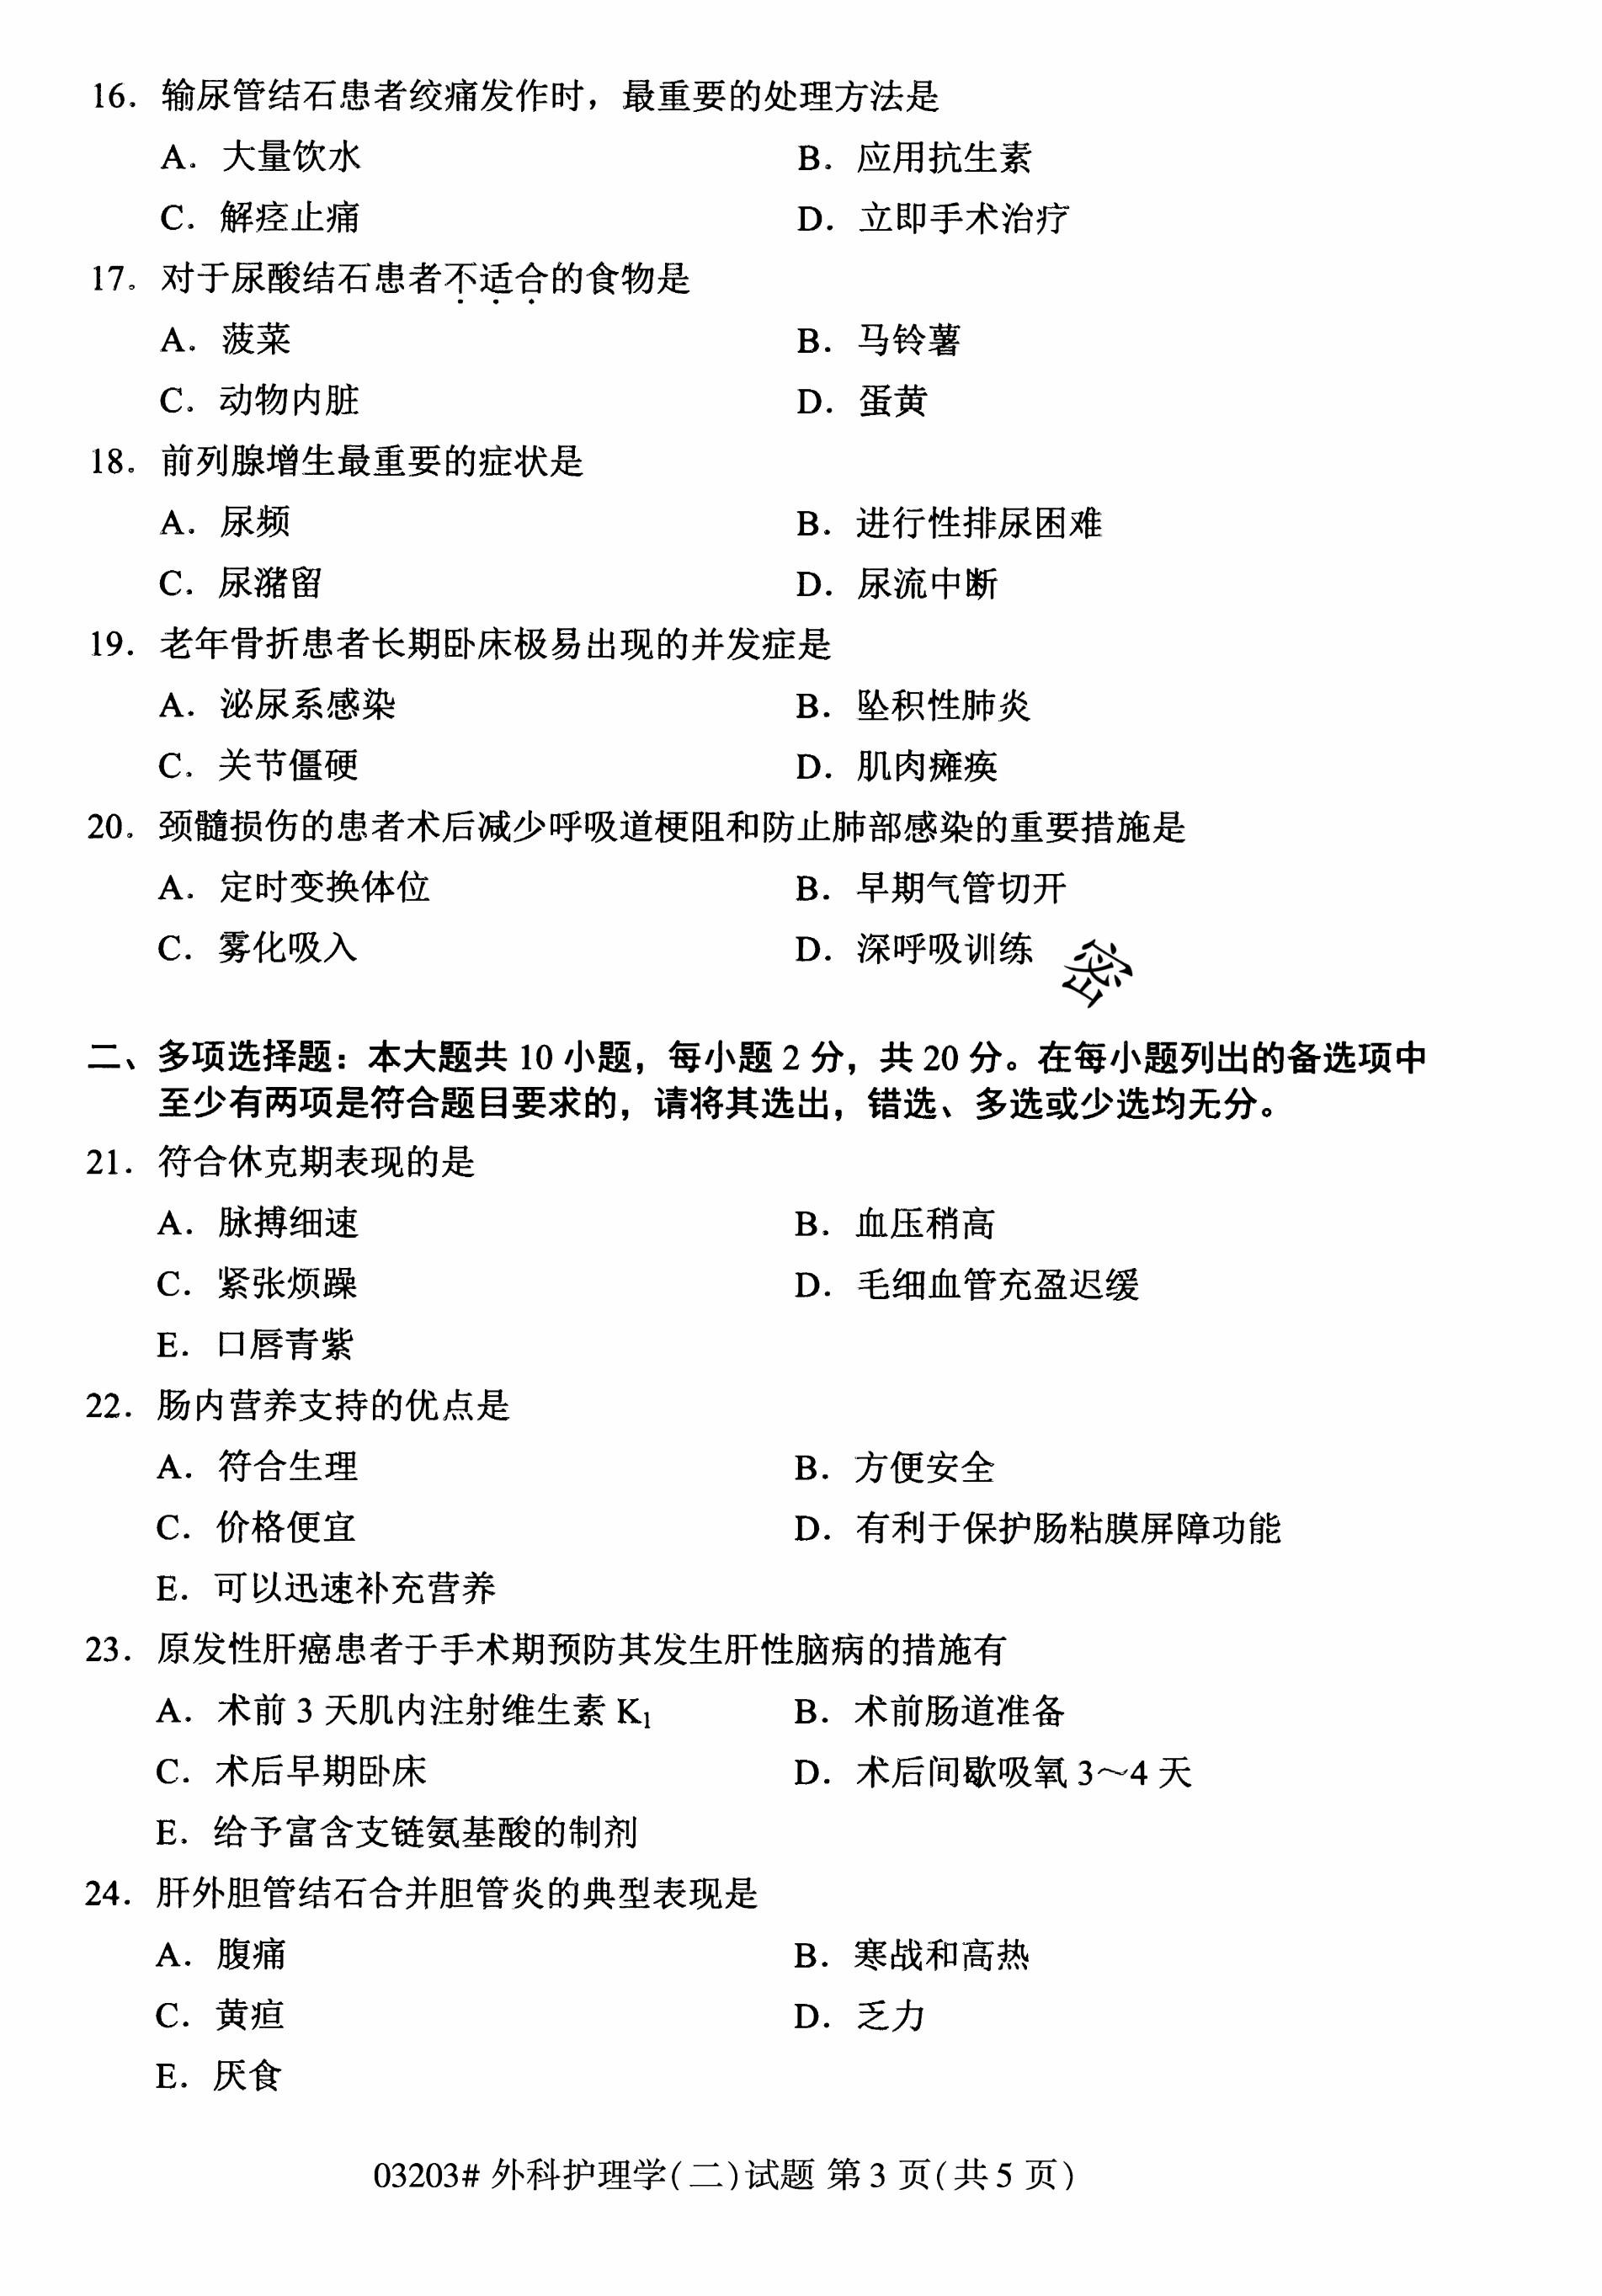 16. 输尿管结石患者绞痛发作时，最重要的处理方法是
A. 大量饮水 B. 应用抗生素
C. 解痉止痛 D. 立即手术治疗
17. 对于尿酸结石患者不适合的食物是
A. 菠菜 B. 马铃薯
C. 动物内脏 D. 蛋黄
18. 前列腺增生最重要的症状是
A. 尿频 B. 进行性排尿困难
C. 尿潴留 D. 尿流中断
19. 老年骨折患者长期卧床极易出现的并发症是
A. 泌尿系感染 B. 坠积性肺炎
C. 关节僵硬 D. 肌肉瘫痪
20. 颈髓损伤的患者术后减少呼吸道梗阻和防止肺部感染的重要措施是
A. 定时变换体位 B. 早期气管切开
C. 雾化吸入 D. 深呼吸训练 密
二、多项选择题：本大题共 10 小题，每小题 2 分，共 20 分。在每小题列出的备选项中
至少有两项是符合题目要求的，请将其选出，错选、多选或少选均无分。
21. 符合休克期表现的是
A. 脉搏细速 B. 血压稍高
C. 紧张烦躁 D. 毛细血管充盈迟缓
E. 口唇青紫
22. 肠内营养支持的优点是
A. 符合生理 B. 方便安全
C. 价格便宜 D. 有利于保护肠粘膜屏障功能
E. 可以迅速补充营养
23. 原发性肝癌患者于手术期预防其发生肝性脑病的措施有
A. 术前 3 天肌内注射维生素 K₁ B. 术前肠道准备
C. 术后早期卧床 D. 术后间歇吸氧 3～4 天
E. 给予富含支链氨基酸的制剂
24. 肝外胆管结石合并胆管炎的典型表现是
A. 腹痛 B. 寒战和高热
C. 黄疸 D. 乏力
E. 厌食
03203# 外科护理学(二)试题 第 3 页(共 5 页)